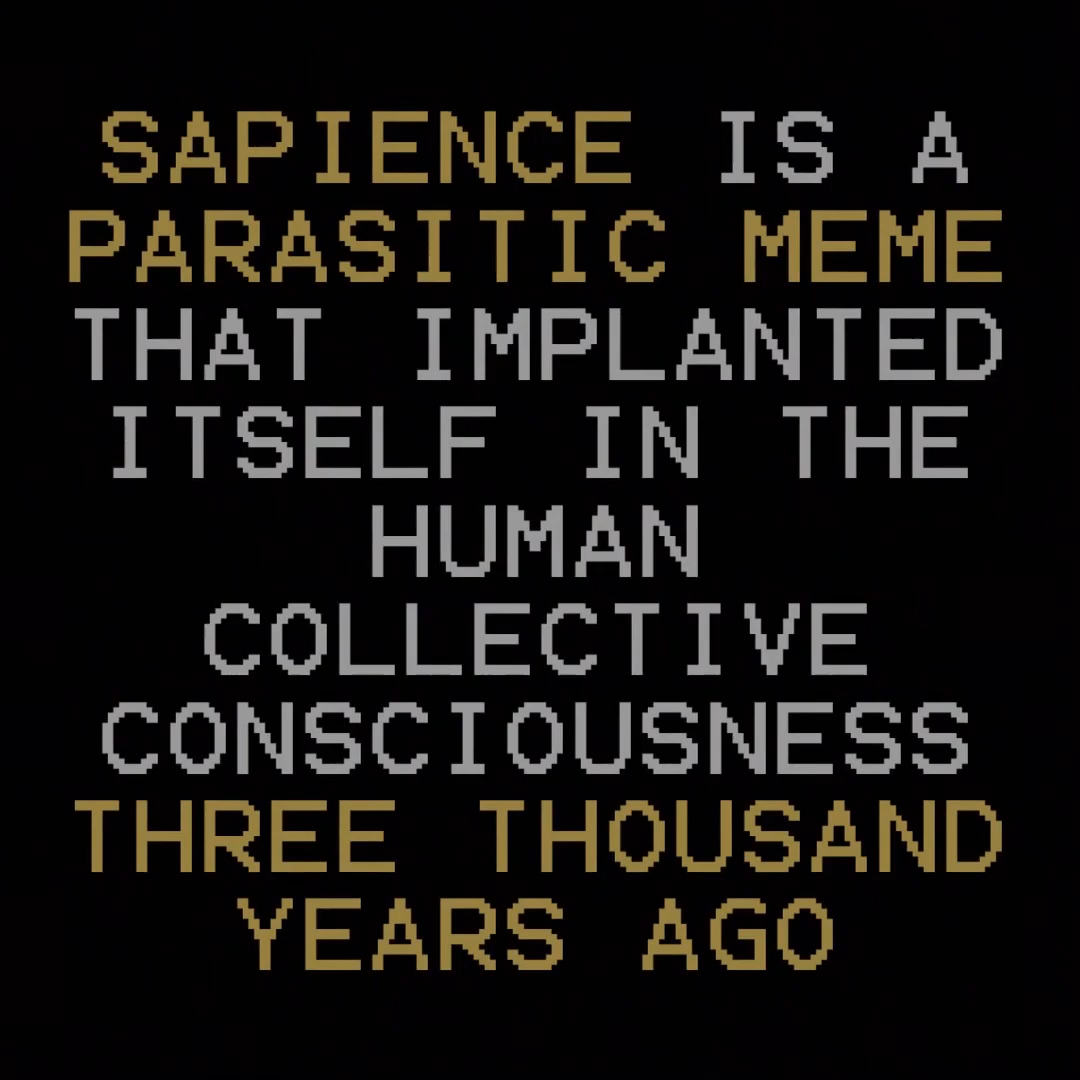 SAPIENCE IS A
PARASITIC MEME
THAT IMPLANTED
ITSELF IN THE
HUMAN
COLLECTIVE
CONSCIOUSNESS
THREE THOUSAND
YEARS AGO